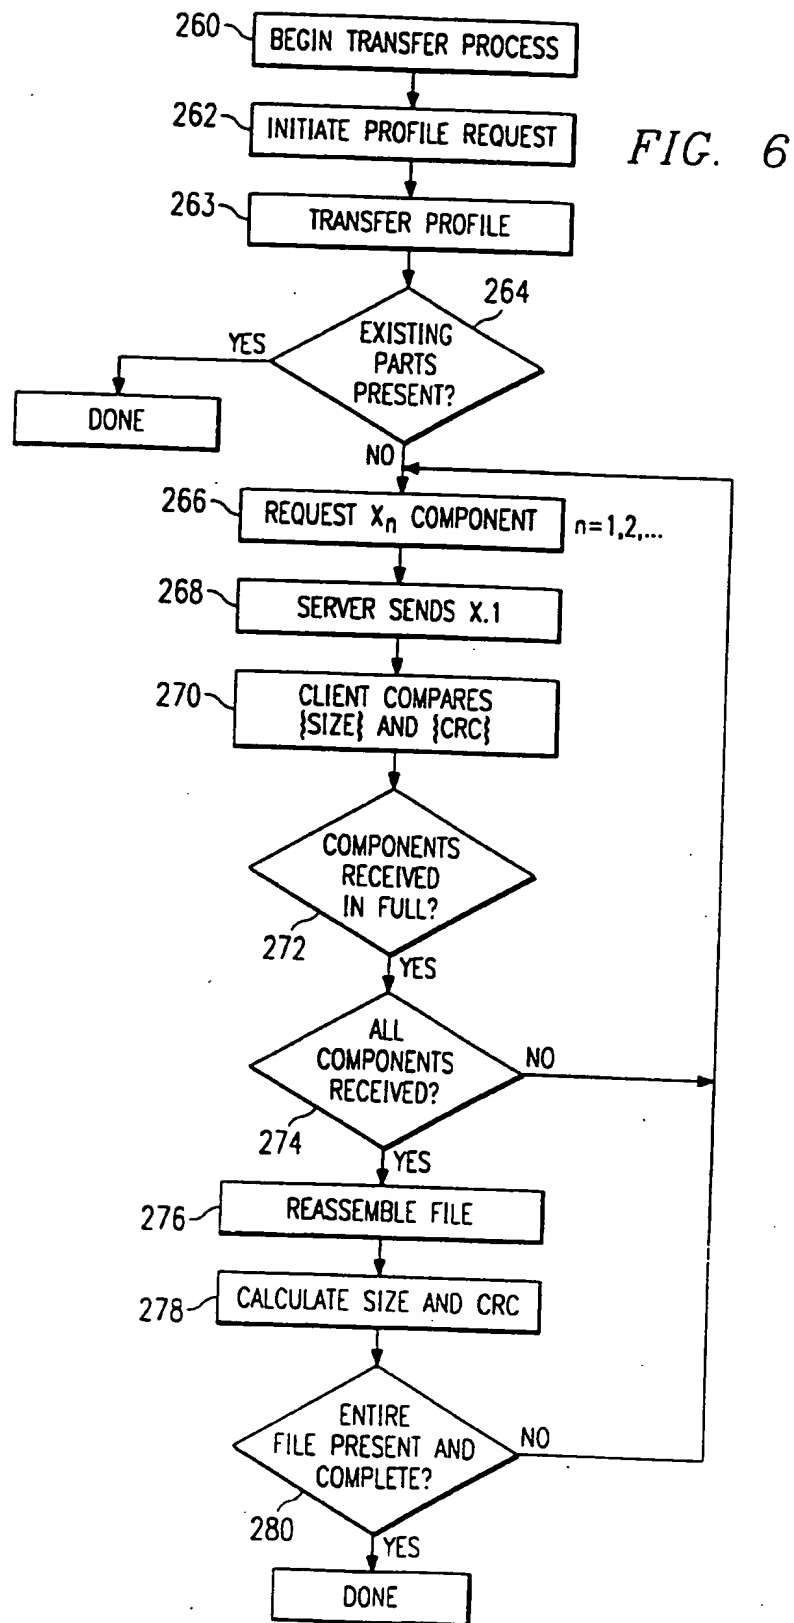 260
BEGIN TRANSFER PROCESS
262
INITIATE PROFILE REQUEST
FIG. 6
263
TRANSFER PROFILE
264
EXISTING
PARTS
PRESENT?
YES
DONE
NO
266
REQUEST Xn COMPONENT
n=1,2,...
268
SERVER SENDS X.1
270
CLIENT COMPARES
{SIZE} AND {CRC}
COMPONENTS
RECEIVED
IN FULL?
272
YES
ALL
COMPONENTS
RECEIVED?
NO
274
YES
276
REASSEMBLE FILE
278
CALCULATE SIZE AND CRC
ENTIRE
FILE PRESENT AND
COMPLETE?
NO
280
YES
DONE